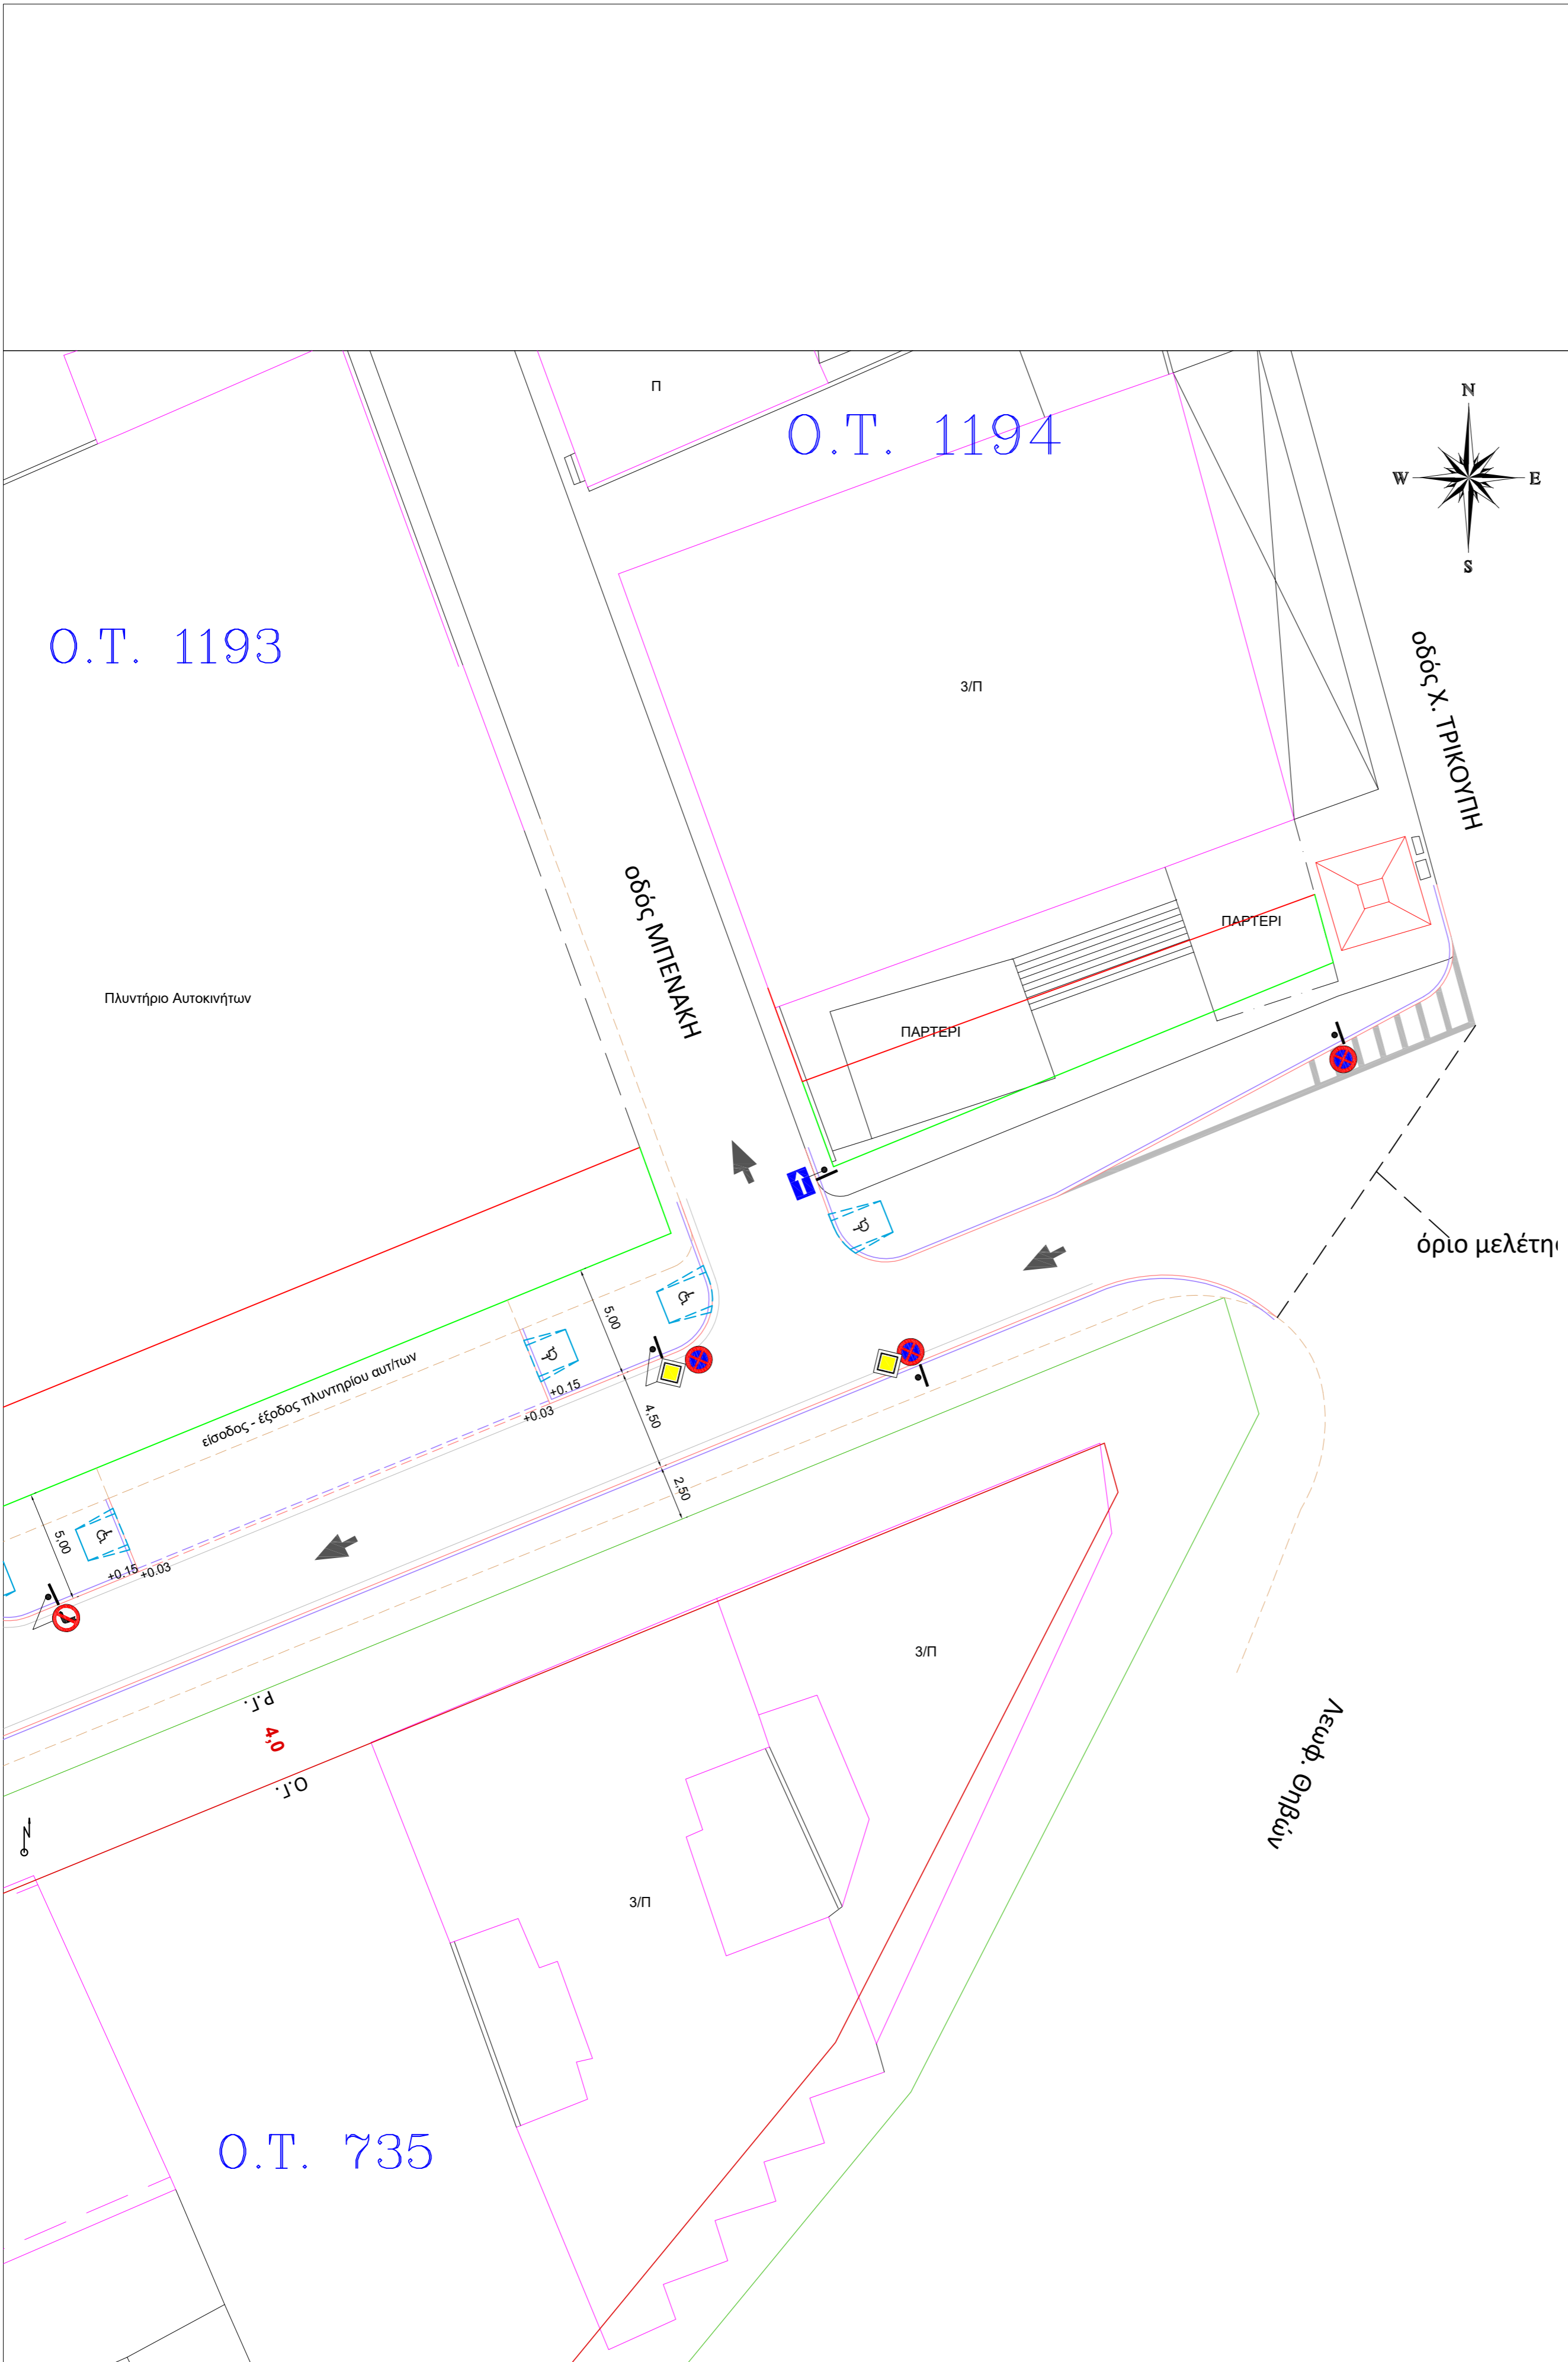 Π
Ο.Τ. 1194
N
W
E
S
Ο.Τ. 1193
3/Π
οδός Χ. ΤΡΙΚΟΥΠΗ
οδός ΜΠΕΝΑΚΗ
ΠΑΡΤΕΡΙ
Πλυντήριο Αυτοκινήτων
ΠΑΡΤΕΡΙ
όριο μελέτης
5,00
είσοδος - έξοδος πλυντηρίου αυτ/των
+0.15
+0.03
4,50
2,50
5,00
+0.15
+0.03
3/Π
Ρ.Γ.
4,0
Ο.Γ.
Λεωφ. Θηβών
3/Π
Ο.Τ. 735